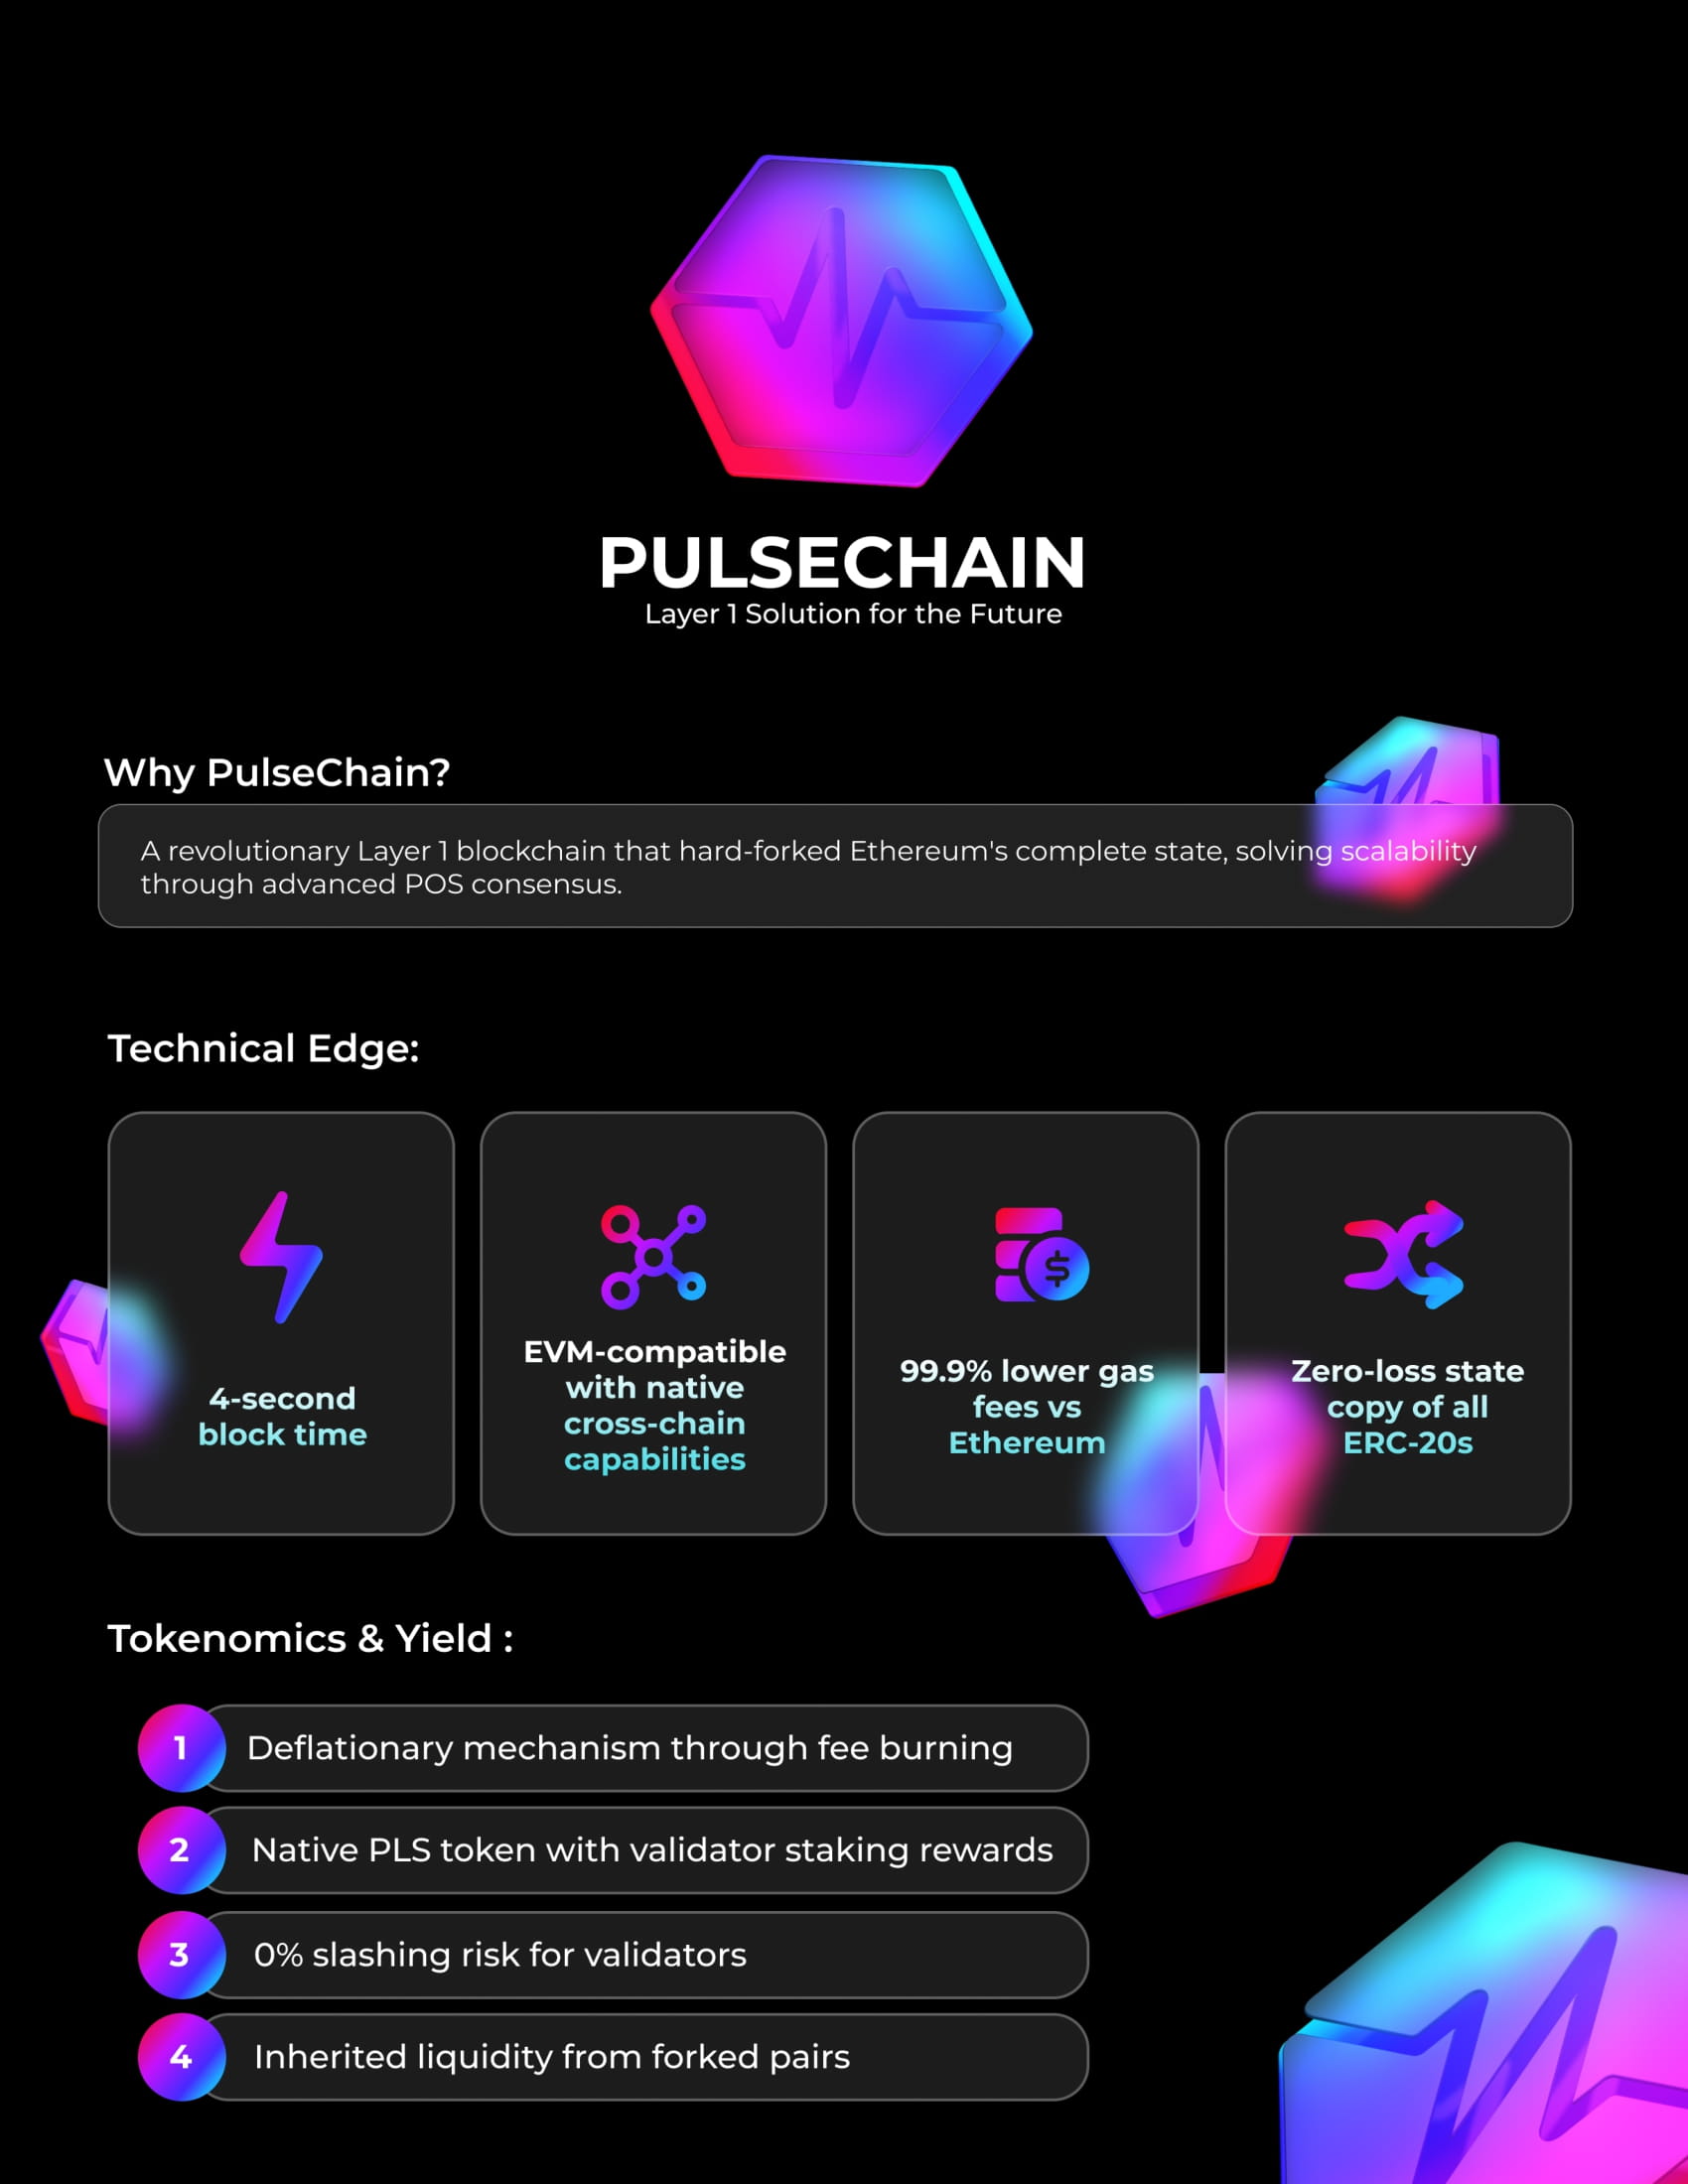 PULSECHAIN
Layer 1 Solution for the Future
Why PulseChain?
A revolutionary Layer 1 blockchain that hard-forked Ethereum's complete state, solving scalability
through advanced POS consensus.
Technical Edge:
4-second
block time
EVM-compatible
with native
cross-chain
capabilities
$
99.9% lower gas
fees vs
Ethereum
Zero-loss state
copy of all
ERC-20s
Tokenomics & Yield :
1 Deflationary mechanism through fee burning
2 Native PLS token with validator staking rewards
3 0% slashing risk for validators
4 Inherited liquidity from forked pairs